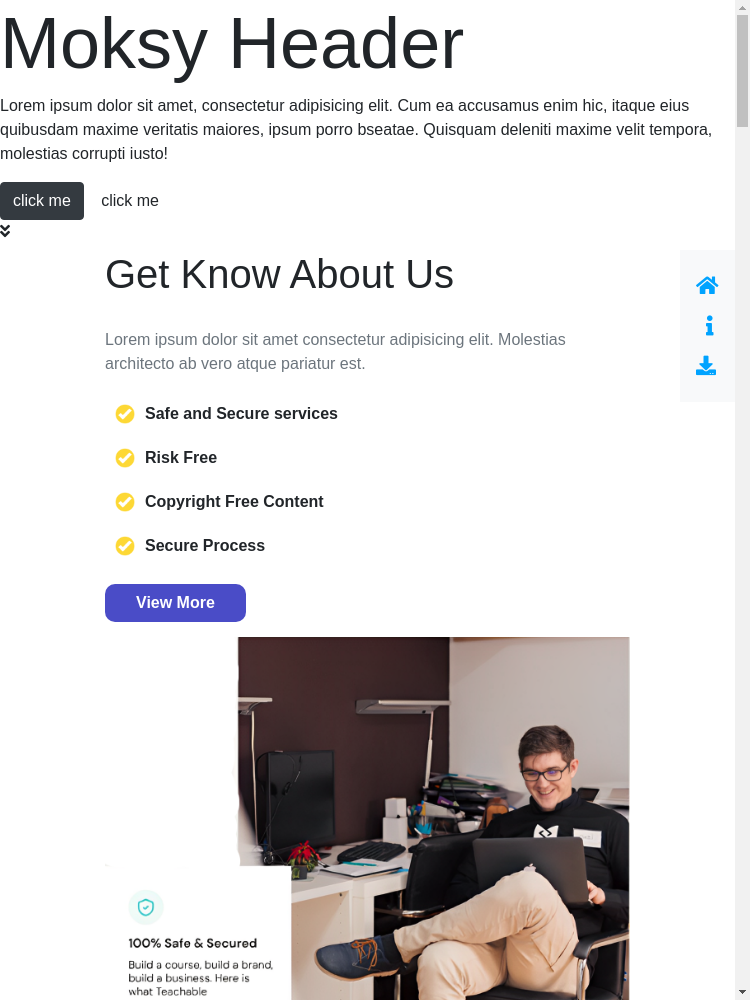 Moksy Header
Lorem ipsum dolor sit amet, consectetur adipisicing elit. Cum ea accusamus enim hic, itaque eius
quibusdam maxime veritatis maiores, ipsum porro bseatae. Quisquam deleniti maxime velit tempora,
molestias corrupti iusto!
click me click me
Get Know About Us
Lorem ipsum dolor sit amet consectetur adipisicing elit. Molestias
architecto ab vero atque pariatur est.
Safe and Secure services
Risk Free
Copyright Free Content
Secure Process
View More
100% Safe & Secured
Build a course, build a brand,
build a business. Here is
what Teachable